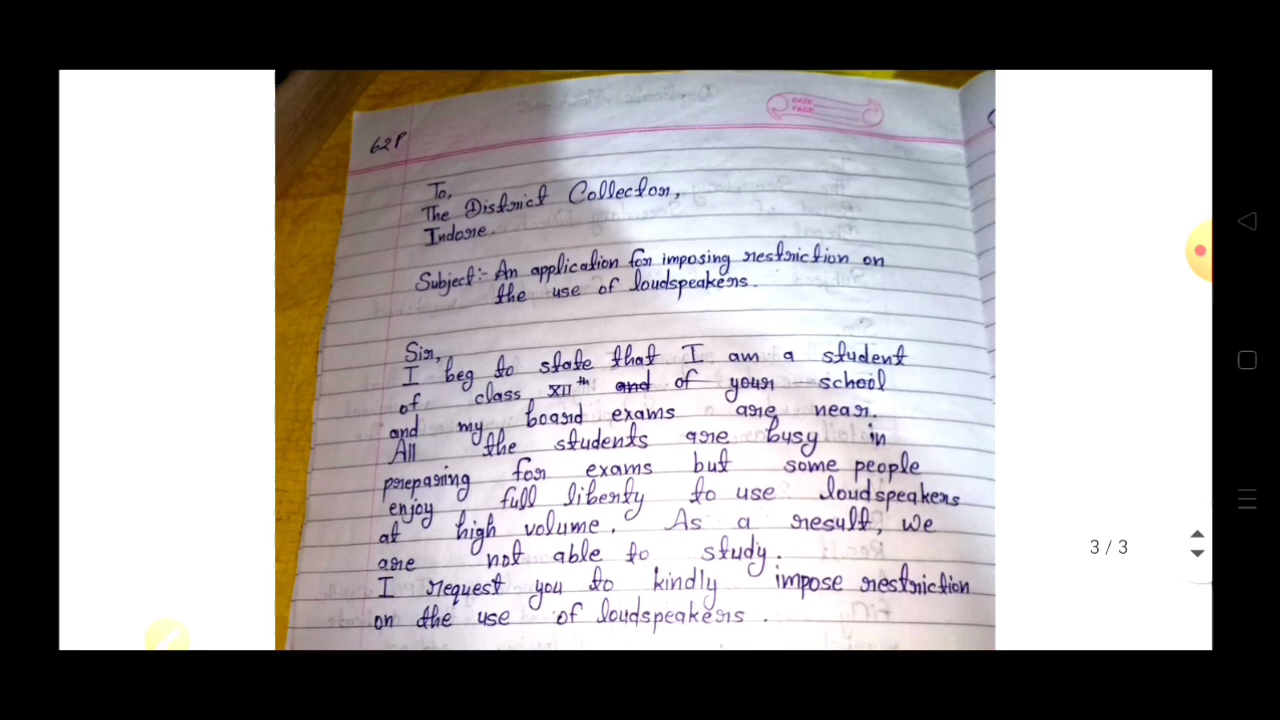 DATE
PAGE
62P
To,
The District Collector,
Indore.
Subject:- An application for imposing restriction on
the use of loudspeakers.
Sir,
I beg to state that I am a student
of class XIIth and of your school
and my board exams are near.
All the students are busy in
preparing for exams but some people
enjoy full liberty to use loudspeakers
at high volume. As a result, we
are not able to study.
I request you to kindly impose restriction
on the use of loudspeakers.
3 / 3